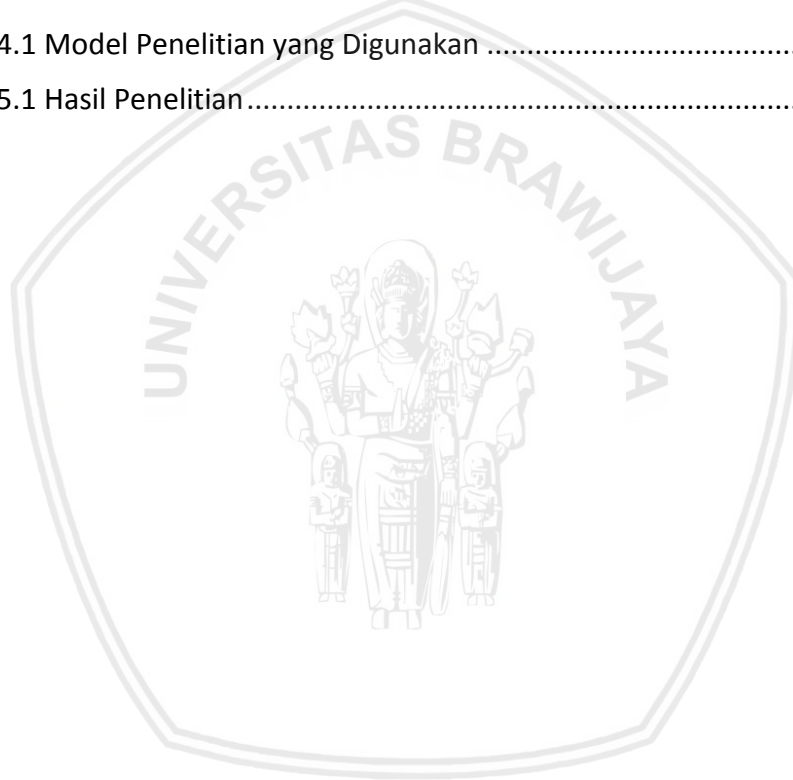 4.1 Model Penelitian yang Digunakan .......................................
5.1 Hasil Penelitian.....................................................................
UNIVERSITAS BRAWIJAYA